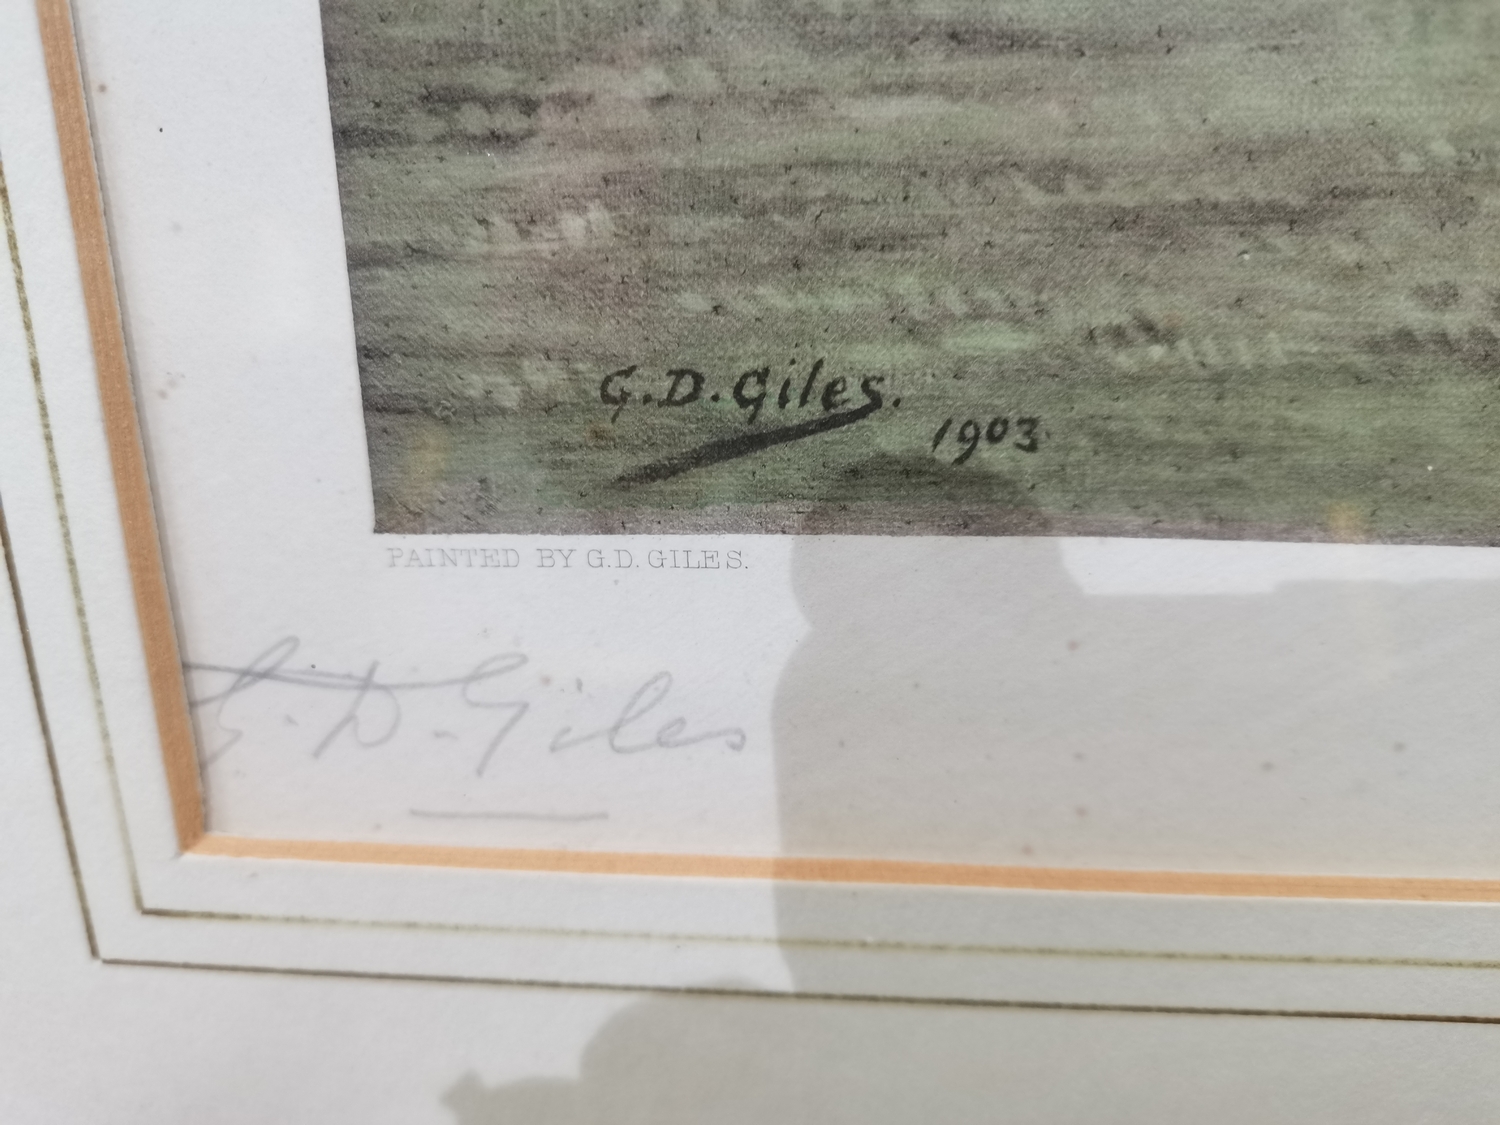 G.D.Giles.
1903
PAINTED BY G.D. GILES.
G.D.Giles